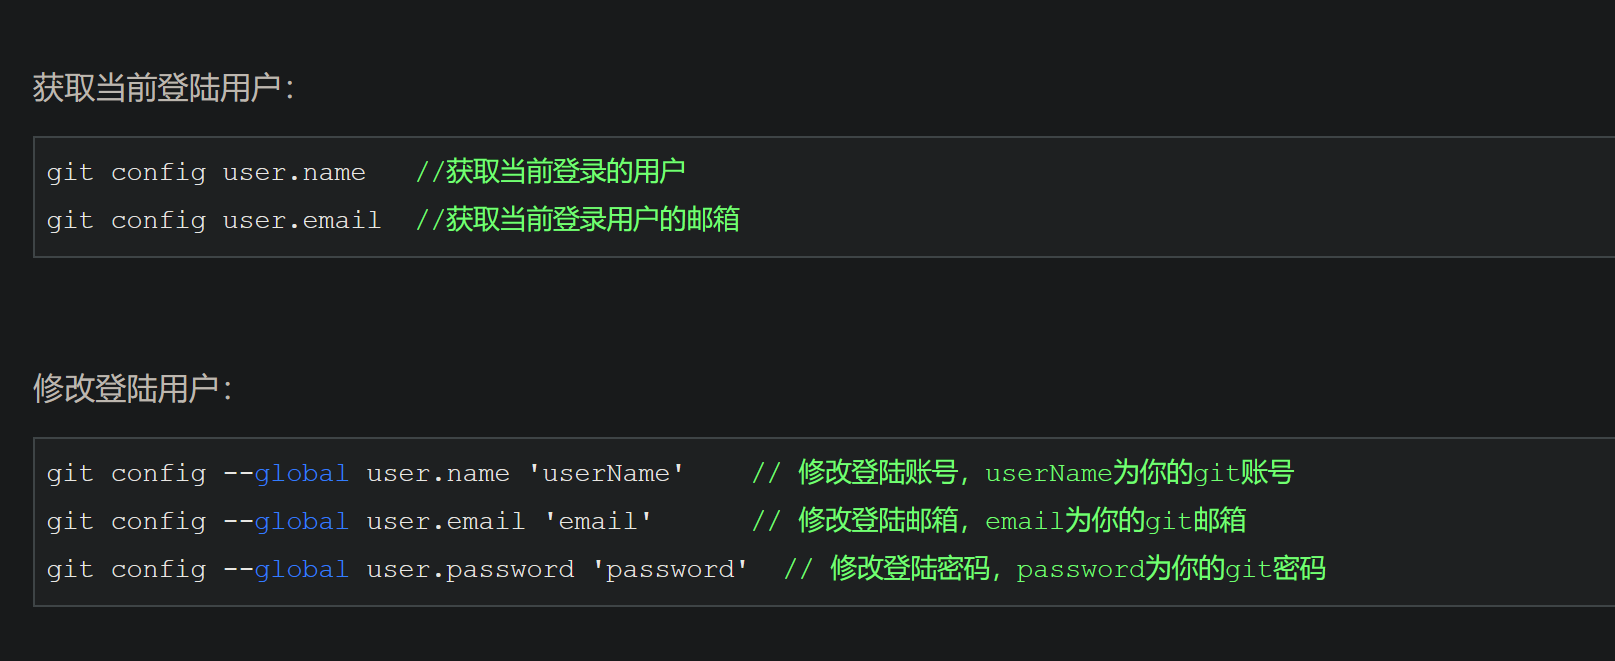 获取当前登陆用户：
git config user.name   //获取当前登录的用户
git config user.email  //获取当前登录用户的邮箱
修改登陆用户：
git config --global user.name 'userName'    // 修改登陆账号，userName为你的git账号
git config --global user.email 'email'      // 修改登陆邮箱，email为你的git邮箱
git config --global user.password 'password'  // 修改登陆密码，password为你的git密码